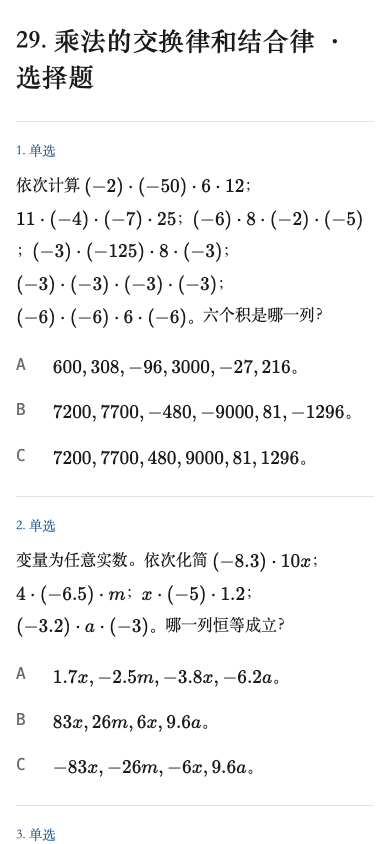 29. 乘法的交换律和结合律 ·
选择题
1. 单选
依次计算 (−2) · (−50) · 6 · 12;
11 · (−4) · (−7) · 25; (−6) · 8 · (−2) · (−5)
; (−3) · (−125) · 8 · (−3);
(−3) · (−3) · (−3) · (−3);
(−6) · (−6) · 6 · (−6)。六个积是哪一列?
A 600, 308, −96, 3000, −27, 216。
B 7200, 7700, −480, −9000, 81, −1296。
C 7200, 7700, 480, 9000, 81, 1296。
2. 单选
变量为任意实数。依次化简 (−8.3) · 10x;
4 · (−6.5) · m; x · (−5) · 1.2;
(−3.2) · a · (−3)。哪一列恒等成立?
A 1.7x, −2.5m, −3.8x, −6.2a。
B 83x, 26m, 6x, 9.6a。
C −83x, −26m, −6x, 9.6a。
3. 单选